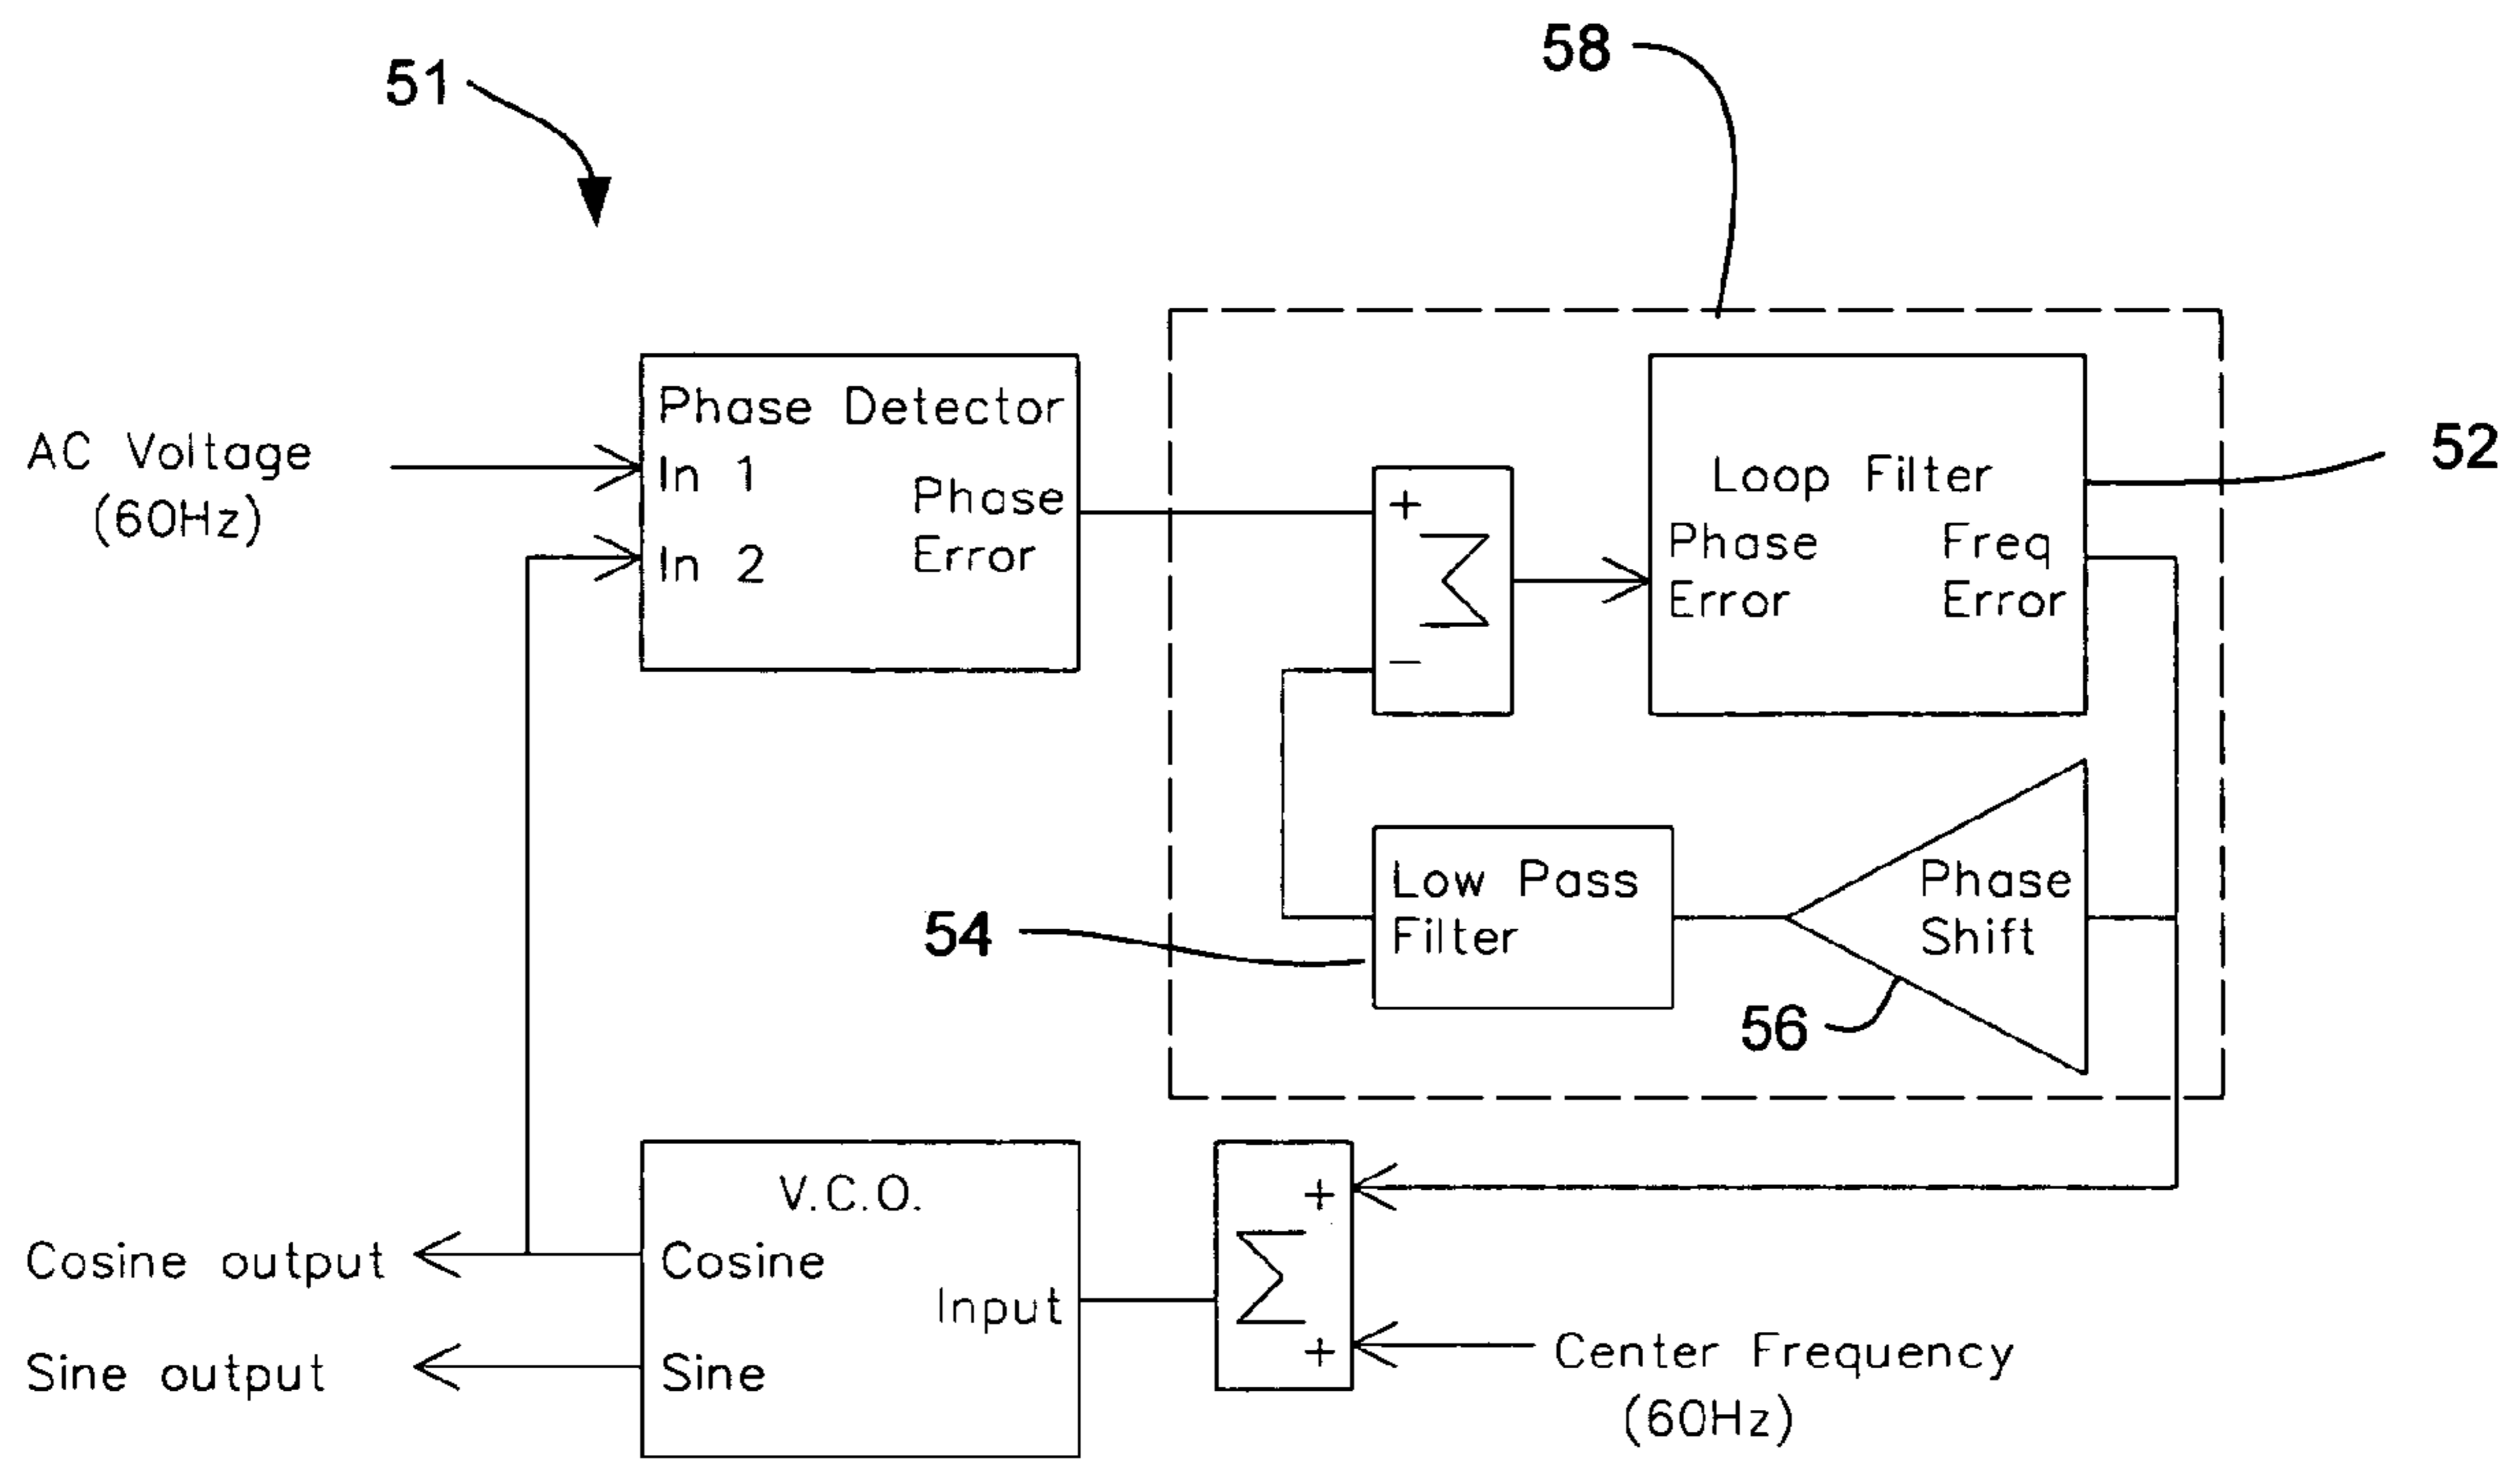 58
51
Phase Detector
AC Voltage
(60Hz)
In 1
In 2
Phase
Error
+
Σ
−
Loop Filter
Phase
Error
Freq
Error
52
Low Pass
Filter
54
Phase
Shift
56
V.C.O.
Cosine output
Cosine
Input
Sine output
Sine
+
Σ
+
Center Frequency
(60Hz)